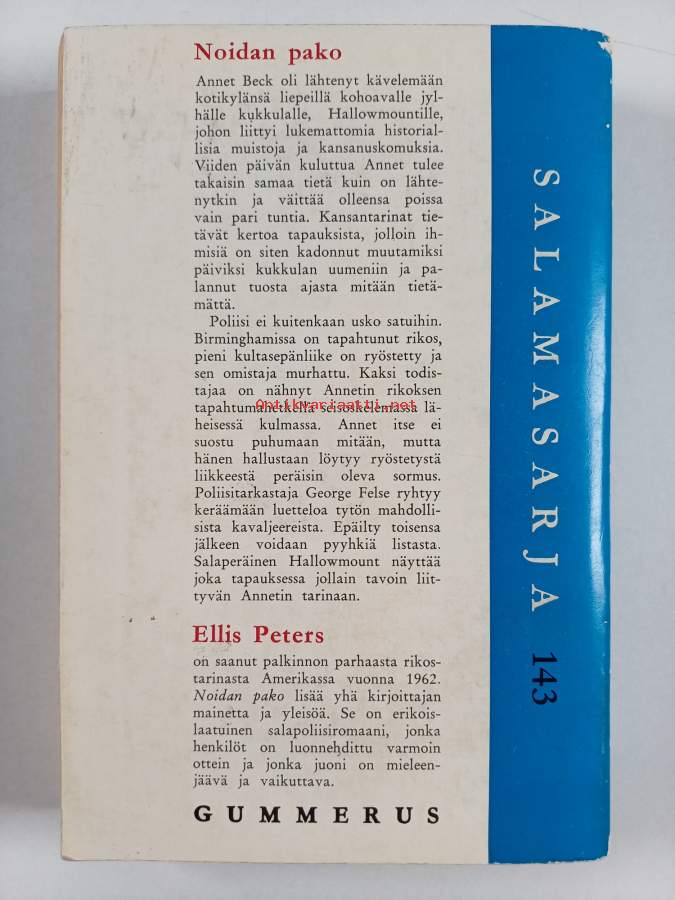 Noidan pako
Annet Beck oli lähtenyt kävelemään
kotikylänsä liepeillä kohoavalle jyl-
hälle kukkulalle, Hallowmountille,
johon liittyi lukemattomia historial-
lisia muistoja ja kansanuskomuksia.
Viiden päivän kuluttua Annet tulee
takaisin samaa tietä kuin on lähte-
nytkin ja väittää olleensa poissa
vain pari tuntia. Kansantarinat tie-
tävät kertoa tapauksista, jolloin ih-
misiä on siten kadonnut muutamiksi
päiviksi kukkulan uumeniin ja pa-
lannut tuosta ajasta mitään tietä-
mättä.
Poliisi ei kuitenkaan usko satuihin.
Birminghamissa on tapahtunut rikos,
pieni kultasepänliike on ryöstetty ja
sen omistaja murhattu. Kaksi todis-
tajaa on nähnyt Annetin rikoksen
tapahtumahetkellä seisoskelemassa lä-
Antikvariaatti.net
heisessä kulmassa. Annet itse ei
suostu puhumaan mitään, mutta
hänen hallustaan löytyy ryöstetystä
liikkeestä peräisin oleva sormus.
Poliisitarkastaja George Felse ryhtyy
keräämään luetteloa tytön mahdolli-
sista kavaljeereista. Epäilty toisensa
jälkeen voidaan pyyhkiä listasta.
Salaperäinen Hallowmount näyttää
joka tapauksessa jollain tavoin liit-
tyvän Annetin tarinaan.
Ellis Peters
on saanut palkinnon parhaasta rikos-
tarinasta Amerikassa vuonna 1962.
Noidan pako lisää yhä kirjoittajan
mainetta ja yleisöä. Se on erikois-
laatuinen salapoliisiromaani, jonka
henkilöt on luonnehdittu varmoin
ottein ja jonka juoni on mieleen-
jäävä ja vaikuttava.
GUMMERUS
SALAMASARJA 143